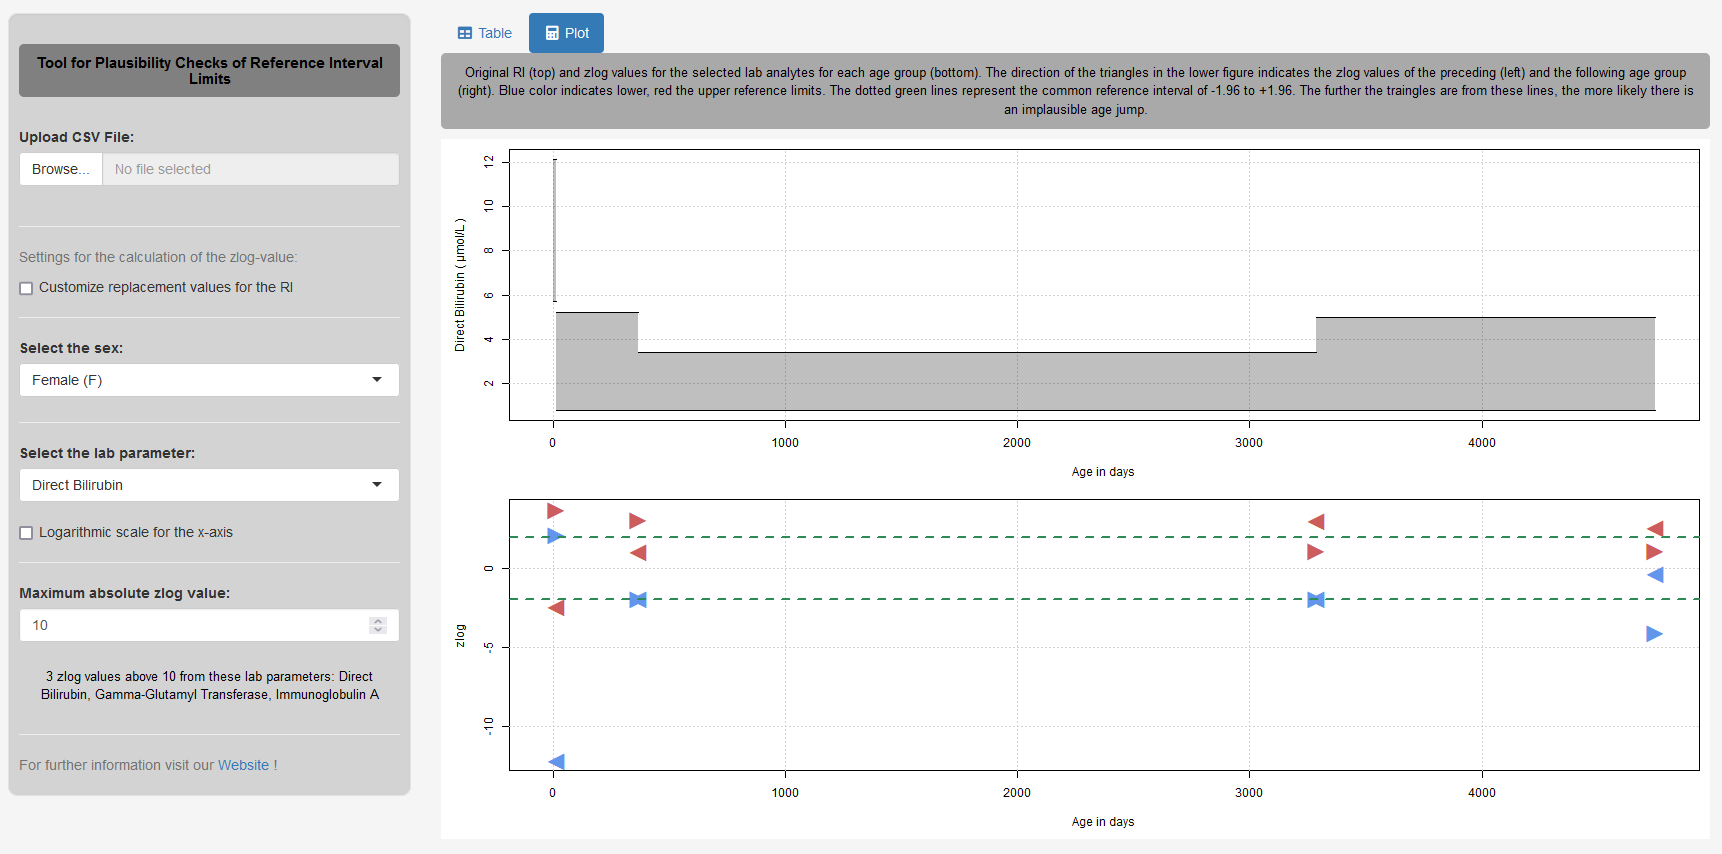 Tool for Plausibility Checks of Reference Interval
Limits
Upload CSV File:
Browse... No file selected
Settings for the calculation of the zlog-value:
Customize replacement values for the RI
Select the sex:
Female (F)
Select the lab parameter:
Direct Bilirubin
Logarithmic scale for the x-axis
Maximum absolute zlog value:
10
3 zlog values above 10 from these lab parameters: Direct
Bilirubin, Gamma-Glutamyl Transferase, Immunoglobulin A
For further information visit our Website !
Table Plot
Original RI (top) and zlog values for the selected lab analytes for each age group (bottom). The direction of the triangles in the lower figure indicates the zlog values of the preceding (left) and the following age group
(right). Blue color indicates lower, red the upper reference limits. The dotted green lines represent the common reference interval of -1.96 to +1.96. The further the traingles are from these lines, the more likely there is
an implausible age jump.
Direct Bilirubin ( µmol/L )
12
10
8
6
4
2
0 1000 2000 3000 4000
Age in days
zlog
0
-5
-10
0 1000 2000 3000 4000
Age in days